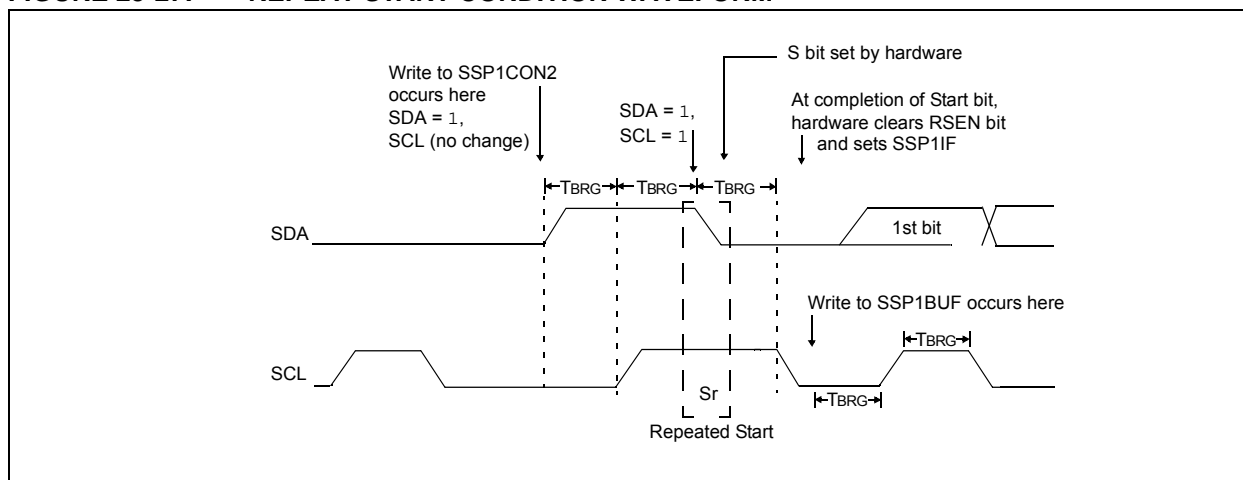 S bit set by hardware
Write to SSP1CON2
occurs here
SDA = 1,
SCL (no change)
SDA = 1,
SCL = 1
At completion of Start bit,
hardware clears RSEN bit
and sets SSP1IF
TBRG
TBRG
TBRG
SDA
1st bit
Write to SSP1BUF occurs here
TBRG
SCL
Sr
TBRG
Repeated Start